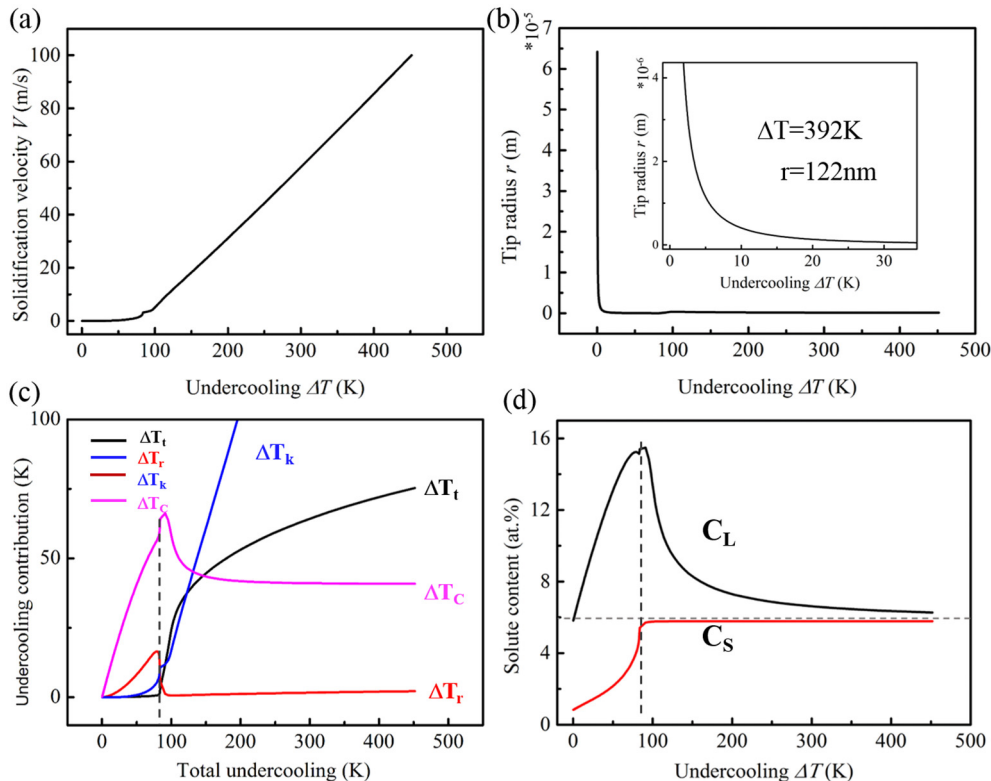 (a)
100
80
60
40
20
0
Solidification velocity V (m/s)
0 100 200 300 400 500
Undercooling ΔT (K)
(b)
*10⁻⁵
7
6
5
4
3
2
1
0
Tip radius r (m)
0 100 200 300 400 500
Undercooling ΔT (K)
*10⁻⁶
4
2
0
Tip radius r (m)
0 10 20 30
Undercooling ΔT (K)
ΔT=392K
r=122nm
(c)
100
50
0
Undercooling contribution (K)
ΔTt
ΔTr
ΔTk
ΔTC
ΔTk
ΔTt
ΔTC
ΔTr
0 100 200 300 400 500
Total undercooling (K)
(d)
16
12
8
4
0
Solute content (at.%)
CL
CS
0 100 200 300 400 500
Undercooling ΔT (K)